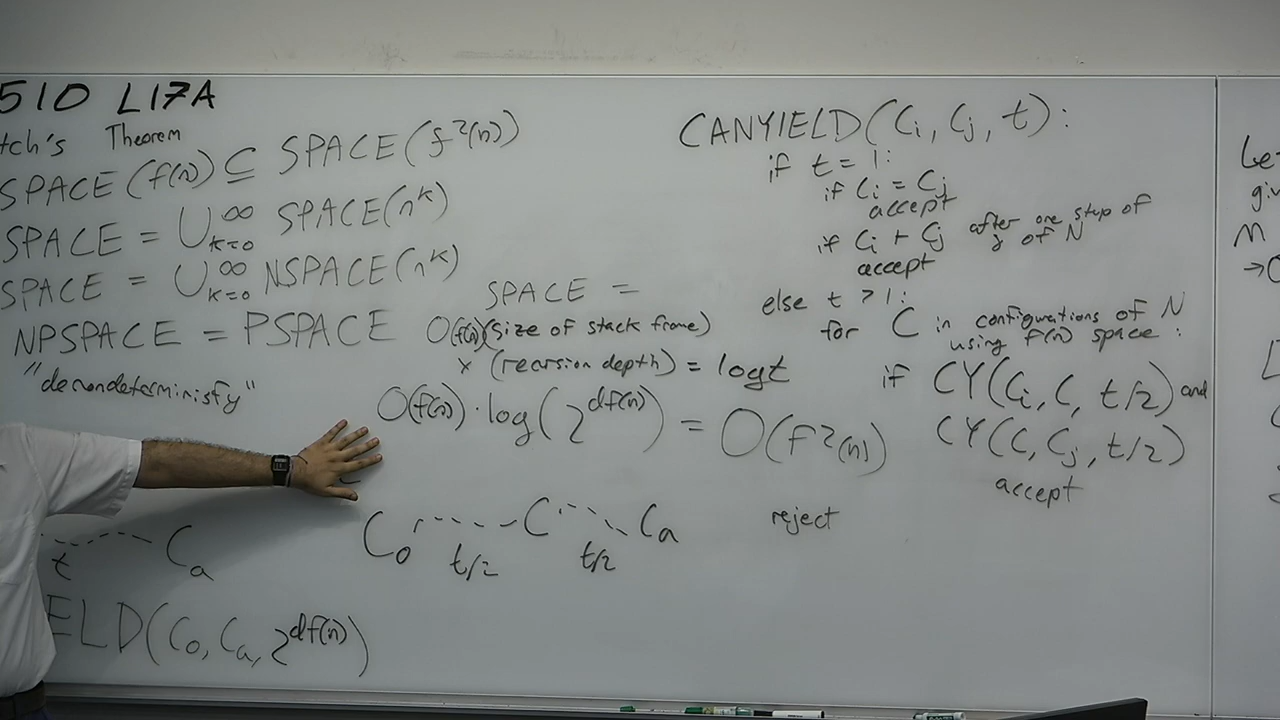 510 L17A
tch's Theorem
SPACE(f(n)) ⊆ SPACE(f²(n))
SPACE = ∪_{k=0}^∞ SPACE(n^k)
SPACE = ∪_{k=0}^∞ NSPACE(n^k)
NPSPACE = PSPACE
"denondeterministfy"
SPACE =
O(f(n))(size of stack frame)
x (recursion depth) = log t
O(f(n)) · log(2^{df(n)}) = O(f²(n))
t
Ca
C0 ----- C ---- Ca
t/2 t/2
ELD(C0, Ca, 2^{df(n)})
CANYIELD(Ci, Cj, t):
if t = 1:
if Ci = Cj
accept
if Ci ⊢ Cj after one step of
of N
accept
else t > 1:
for C in configurations of N
using f(n) space:
if CY(Ci, C, t/2) and
CY(C, Cj, t/2)
accept
reject
Le
giv
M